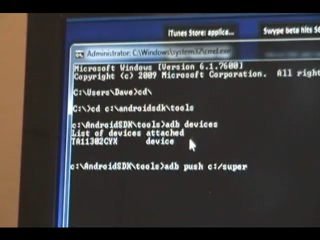 iTunes Store: applica...
Swype beta hits S6
Administrator: C:\Windows\system32\cmd.exe
Microsoft Windows [Version 6.1.7600]
Copyright (c) 2009 Microsoft Corporation. All right
C:\Users\Dave>cd\
C:\>cd c:\androidsdk\tools
c:\AndroidSDK\tools>adb devices
List of devices attached
TA11302CYX device
c:\AndroidSDK\tools>adb push c:/super